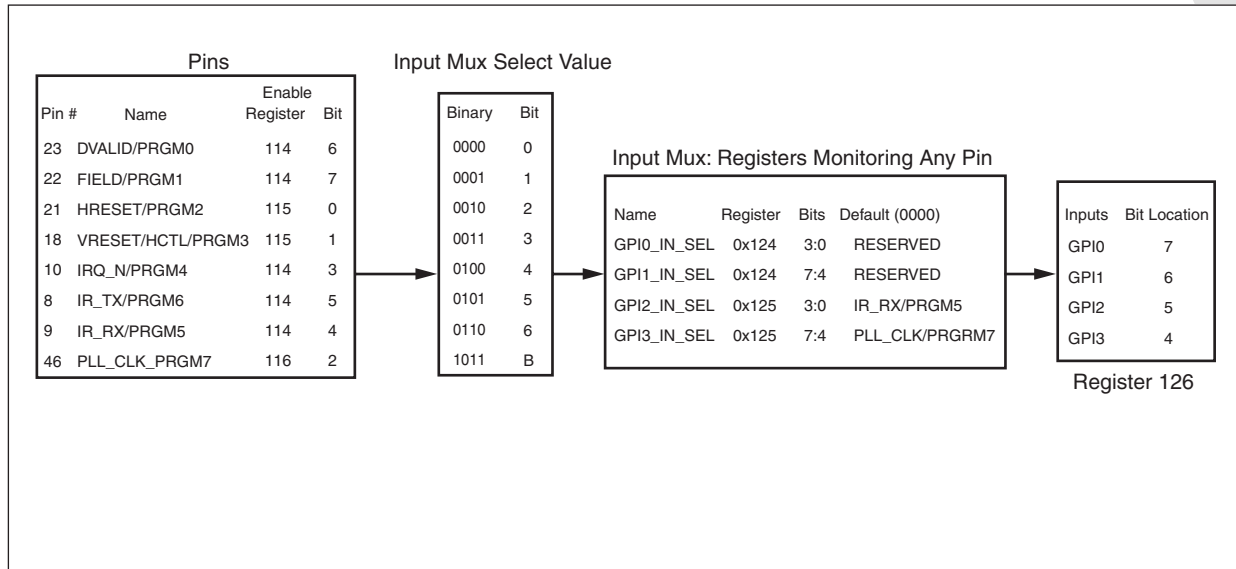 Pins
Enable
Pin # Name Register Bit
23 DVALID/PRGM0 114 6
22 FIELD/PRGM1 114 7
21 HRESET/PRGM2 115 0
18 VRESET/HCTL/PRGM3 115 1
10 IRQ_N/PRGM4 114 3
8 IR_TX/PRGM6 114 5
9 IR_RX/PRGM5 114 4
46 PLL_CLK_PRGM7 116 2
Input Mux Select Value
Binary Bit
0000 0
0001 1
0010 2
0011 3
0100 4
0101 5
0110 6
1011 B
Input Mux: Registers Monitoring Any Pin
Name Register Bits Default (0000)
GPI0_IN_SEL 0x124 3:0 RESERVED
GPI1_IN_SEL 0x124 7:4 RESERVED
GPI2_IN_SEL 0x125 3:0 IR_RX/PRGM5
GPI3_IN_SEL 0x125 7:4 PLL_CLK/PRGRM7
Inputs Bit Location
GPI0 7
GPI1 6
GPI2 5
GPI3 4
Register 126